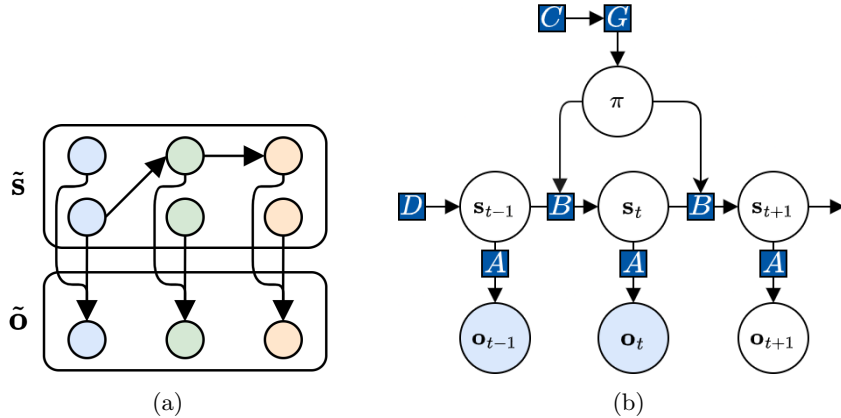 C G
π
s̃
D s_{t−1} B s_t B s_{t+1}
A A A
õ
o_{t−1} o_t o_{t+1}
(a) (b)